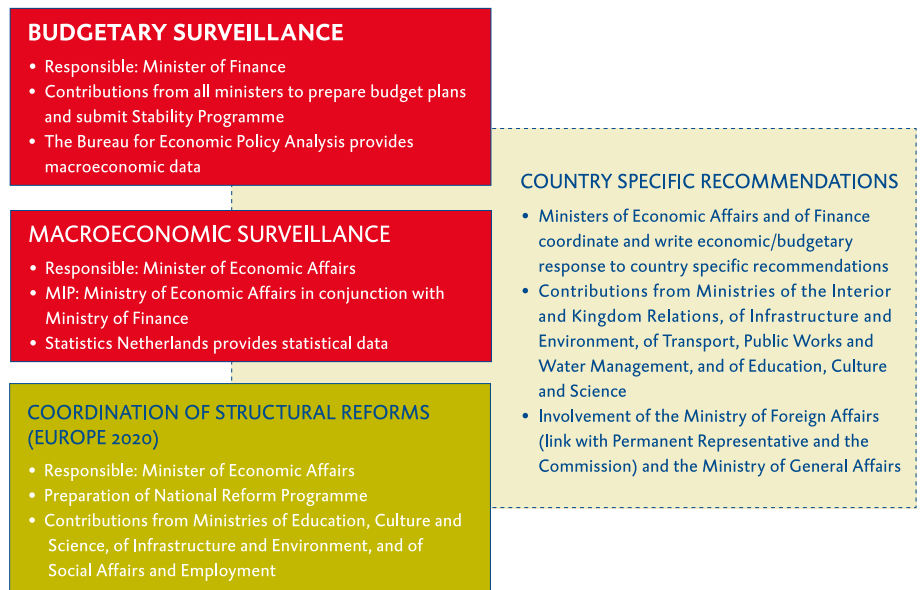 BUDGETARY SURVEILLANCE
• Responsible: Minister of Finance
• Contributions from all ministers to prepare budget plans
and submit Stability Programme
• The Bureau for Economic Policy Analysis provides
macroeconomic data
MACROECONOMIC SURVEILLANCE
• Responsible: Minister of Economic Affairs
• MIP: Ministry of Economic Affairs in conjunction with
Ministry of Finance
• Statistics Netherlands provides statistical data
COORDINATION OF STRUCTURAL REFORMS
(EUROPE 2020)
• Responsible: Minister of Economic Affairs
• Preparation of National Reform Programme
• Contributions from Ministries of Education, Culture and
Science, of Infrastructure and Environment, and of
Social Affairs and Employment
COUNTRY SPECIFIC RECOMMENDATIONS
• Ministers of Economic Affairs and of Finance
coordinate and write economic/budgetary
response to country specific recommendations
• Contributions from Ministries of the Interior
and Kingdom Relations, of Infrastructure and
Environment, of Transport, Public Works and
Water Management, and of Education, Culture
and Science
• Involvement of the Ministry of Foreign Affairs
(link with Permanent Representative and the
Commission) and the Ministry of General Affairs